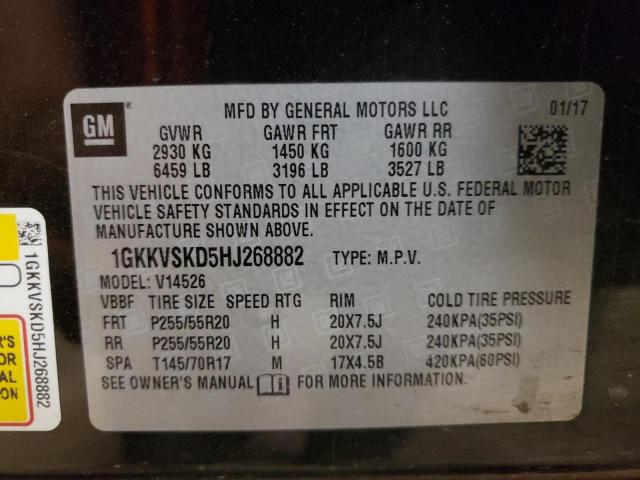 GM
MFD BY GENERAL MOTORS LLC 01/17
GVWR GAWR FRT GAWR RR
2930 KG 1450 KG 1600 KG
6459 LB 3196 LB 3527 LB
THIS VEHICLE CONFORMS TO ALL APPLICABLE U.S. FEDERAL MOTOR
VEHICLE SAFETY STANDARDS IN EFFECT ON THE DATE OF
MANUFACTURE SHOWN ABOVE.
1GKKVSKD5HJ268882 TYPE: M.P.V.
MODEL: V14526
VBBF TIRE SIZE SPEED RTG RIM COLD TIRE PRESSURE
FRT P255/55R20 H 20X7.5J 240KPA(35PSI)
RR P255/55R20 H 20X7.5J 240KPA(35PSI)
SPA T145/70R17 M 17X4.5B 420KPA(60PSI)
SEE OWNER'S MANUAL FOR MORE INFORMATION.
1GKKVSKD5HJ268882